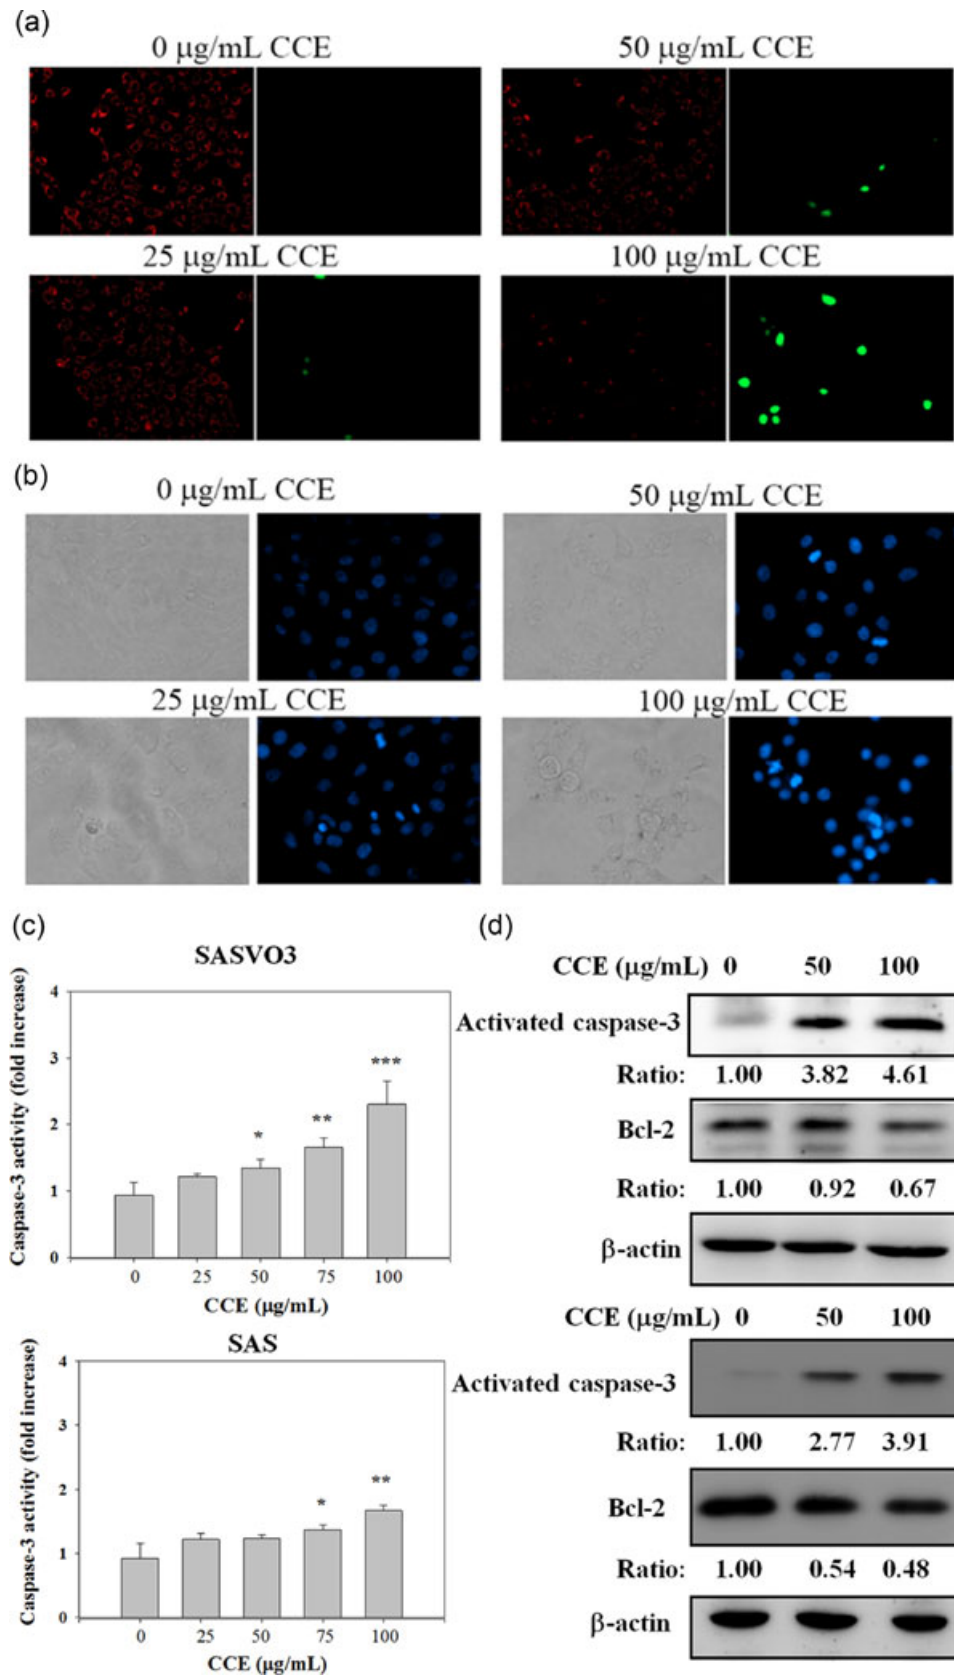 (a)
0 μg/mL CCE
50 μg/mL CCE
25 μg/mL CCE
100 μg/mL CCE
(b)
0 μg/mL CCE
50 μg/mL CCE
25 μg/mL CCE
100 μg/mL CCE
(c)
SASVO3
Caspase-3 activity (fold increase)
4
3
2
1
0
*
**
***
0 25 50 75 100
CCE (μg/mL)
SAS
Caspase-3 activity (fold increase)
4
3
2
1
0
*
**
0 25 50 75 100
CCE (μg/mL)
(d)
CCE (μg/mL) 0 50 100
Activated caspase-3
Ratio: 1.00 3.82 4.61
Bcl-2
Ratio: 1.00 0.92 0.67
β-actin
CCE (μg/mL) 0 50 100
Activated caspase-3
Ratio: 1.00 2.77 3.91
Bcl-2
Ratio: 1.00 0.54 0.48
β-actin